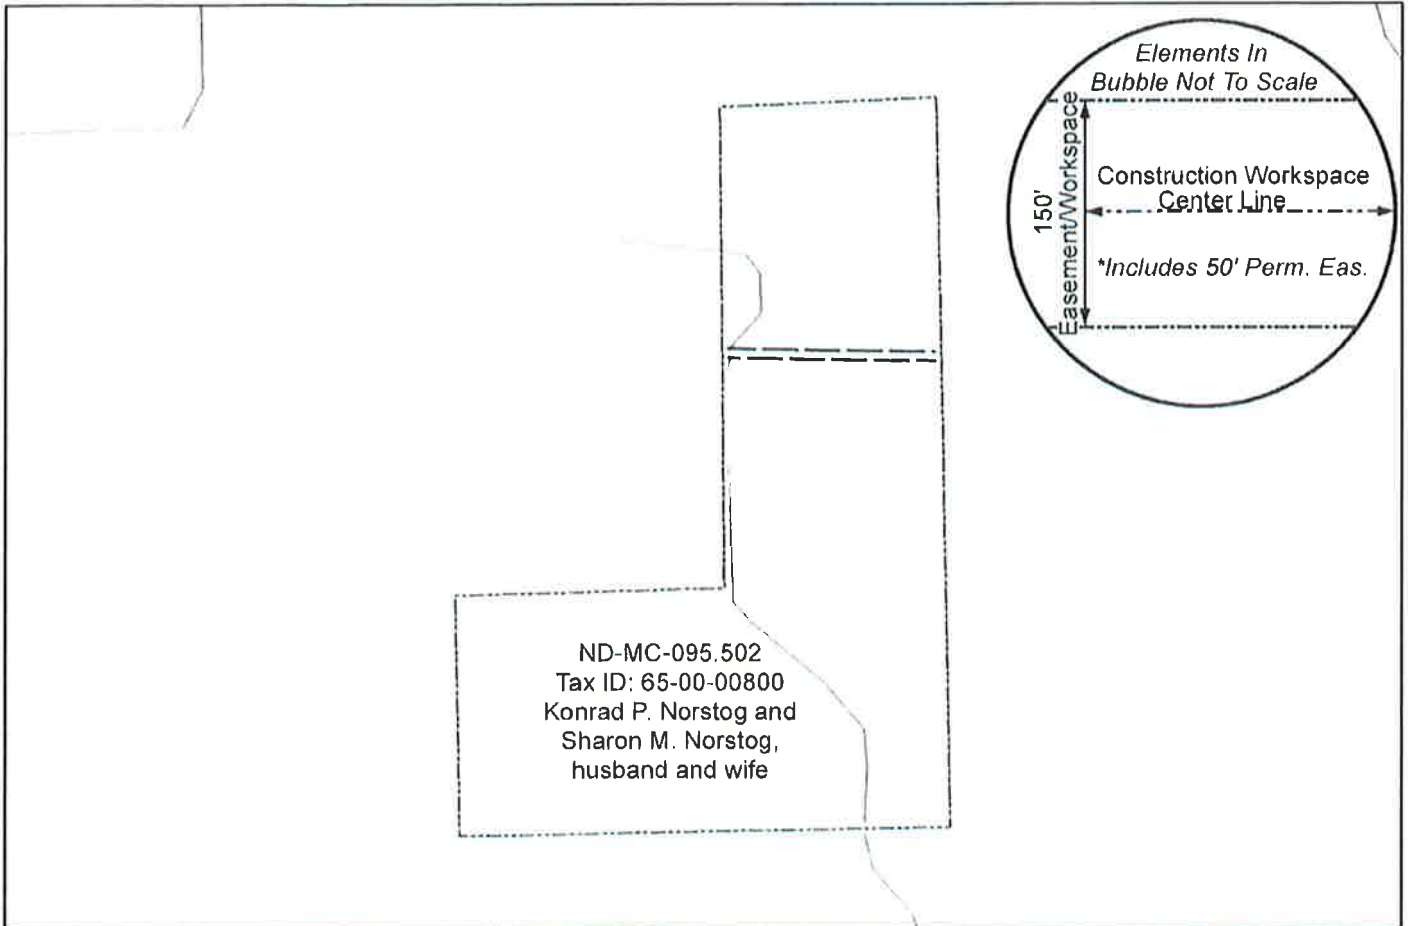 Elements In
Bubble Not To Scale
150'
Easement/Workspace
Construction Workspace
Center Line
*Includes 50' Perm. Eas.
ND-MC-095.502
Tax ID: 65-00-00800
Konrad P. Norstog and
Sharon M. Norstog,
husband and wife